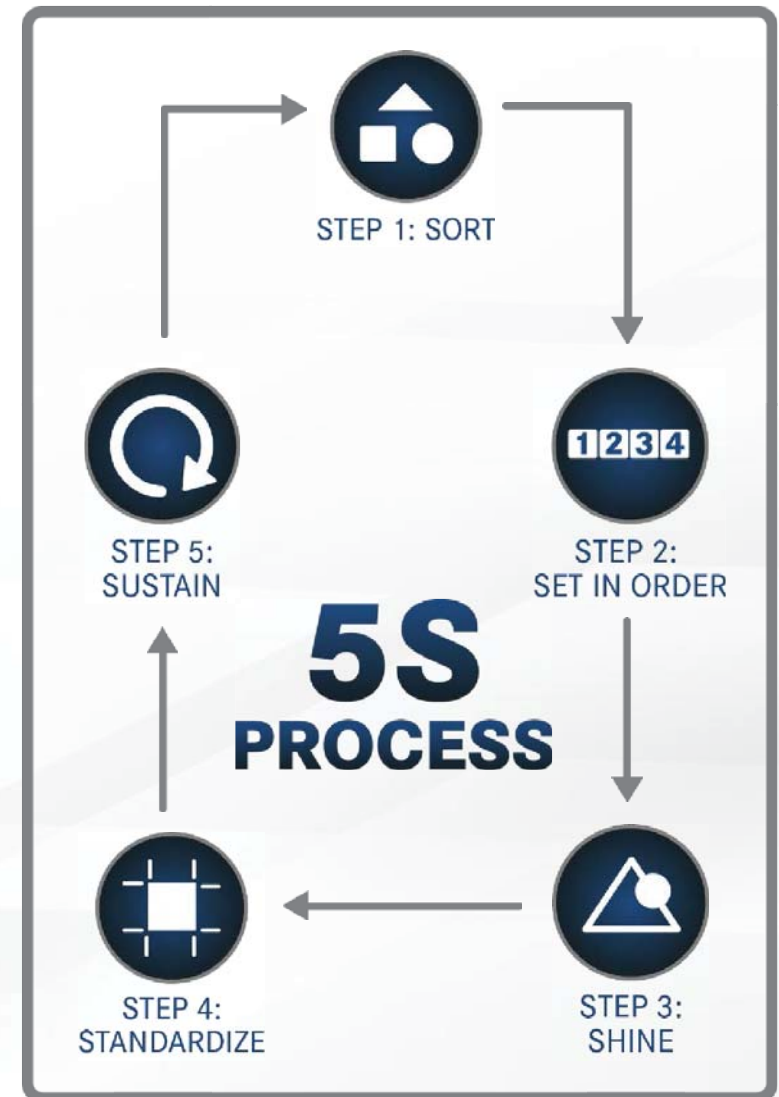 STEP 1: SORT
1234
STEP 2:
SET IN ORDER
STEP 3:
SHINE
STEP 4:
STANDARDIZE
STEP 5:
SUSTAIN
5S
PROCESS